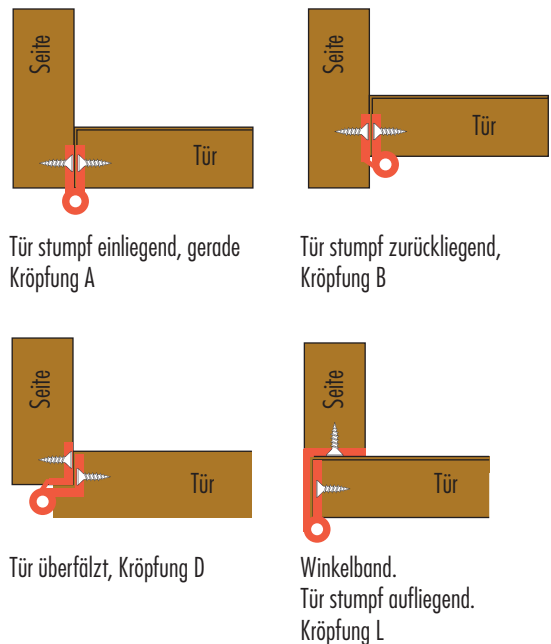 Seite
Tür
Tür stumpf einliegend, gerade
Kröpfung A
Seite
Tür
Tür stumpf zurückliegend,
Kröpfung B
Seite
Tür
Tür überfälzt, Kröpfung D
Seite
Tür
Winkelband.
Tür stumpf aufliegend.
Kröpfung L